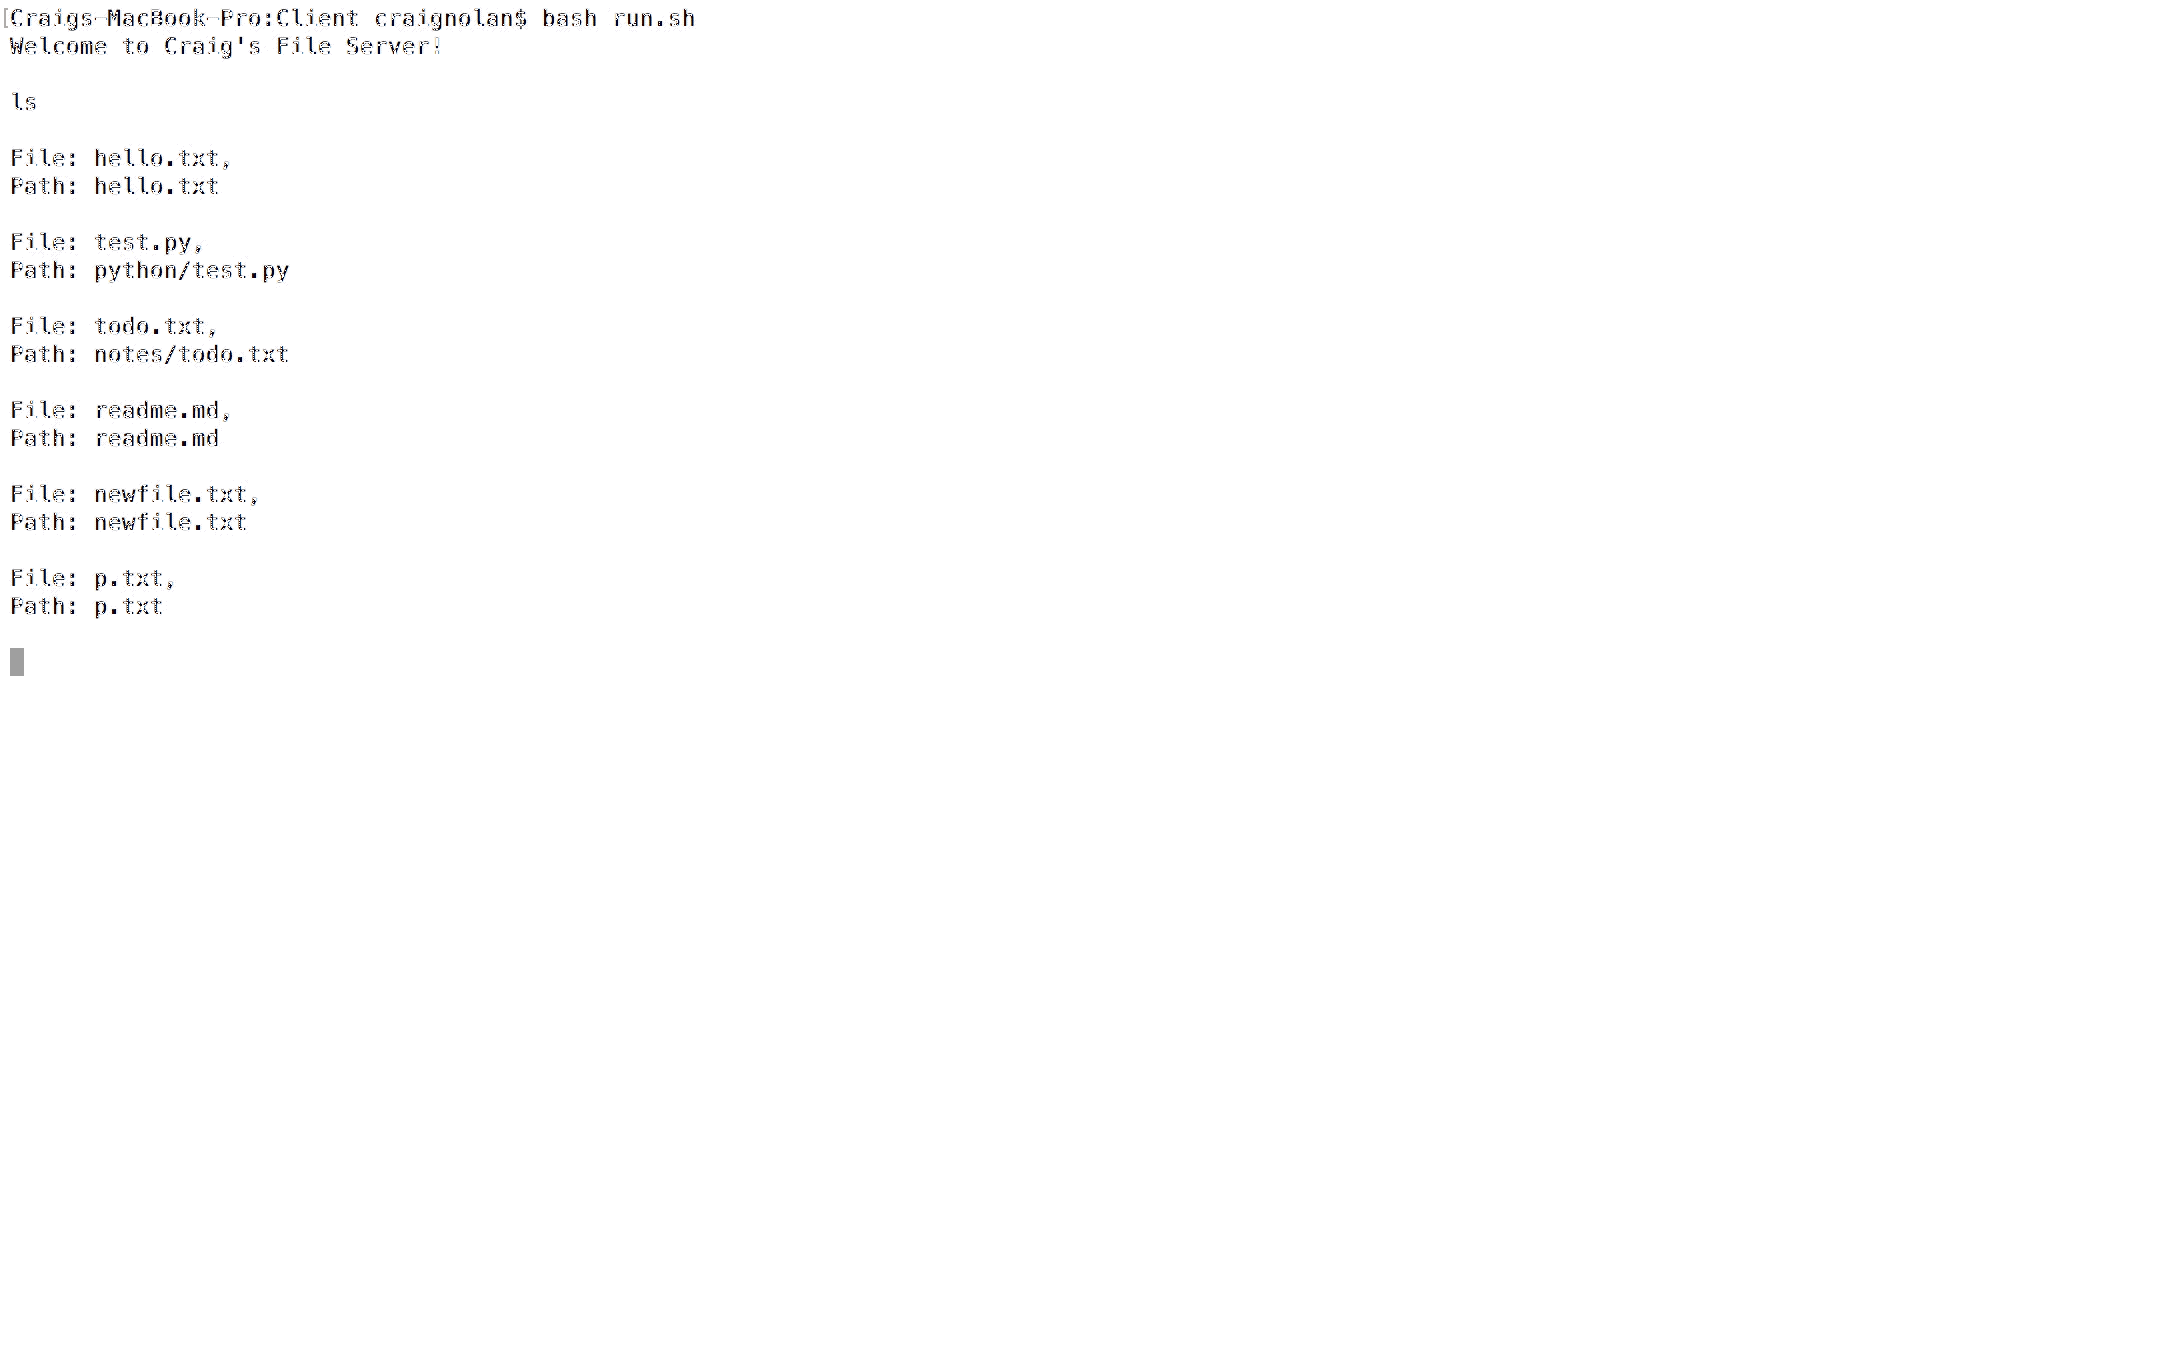 [Craigs-MacBook-Pro:Client craignolan$ bash run.sh
Welcome to Craig's File Server!
ls
File: hello.txt,
Path: hello.txt
File: test.py,
Path: python/test.py
File: todo.txt,
Path: notes/todo.txt
File: readme.md,
Path: readme.md
File: newfile.txt,
Path: newfile.txt
File: p.txt,
Path: p.txt